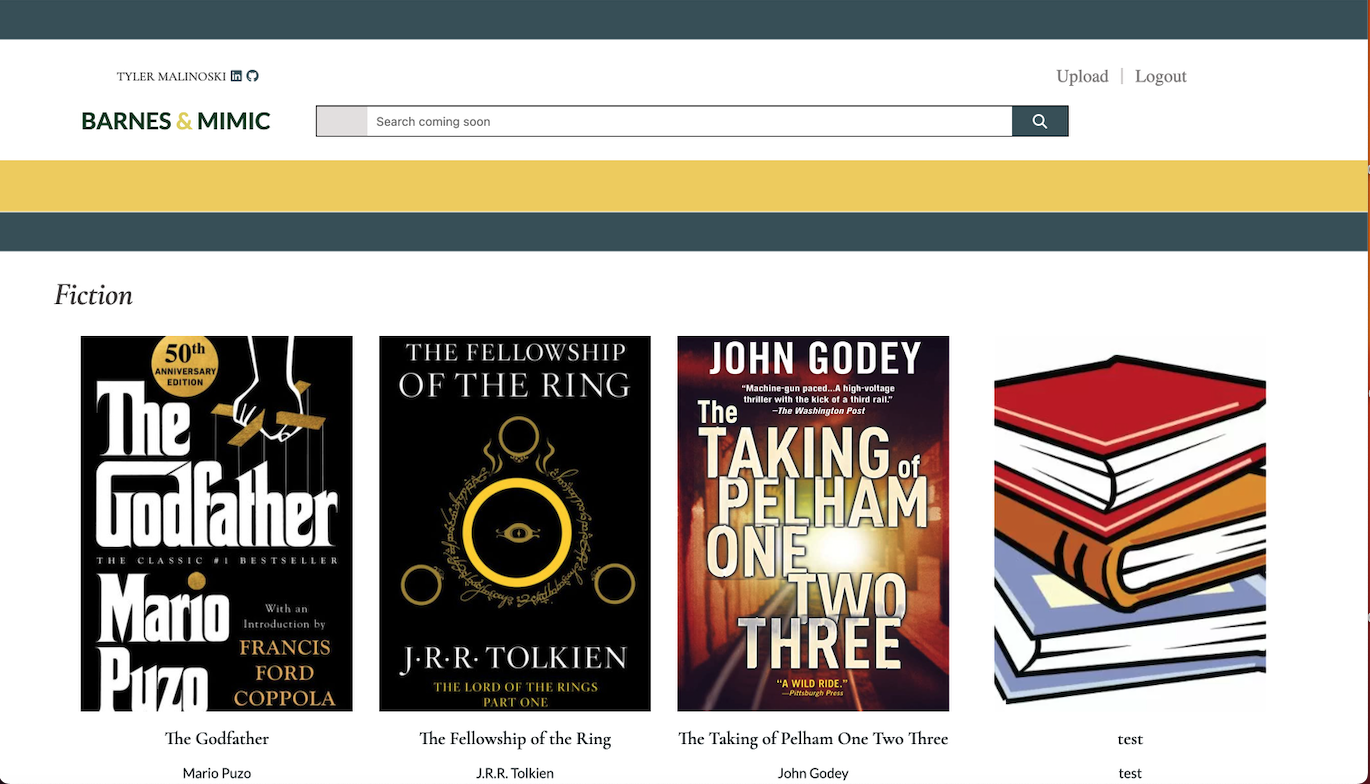 TYLER MALINOSKI
Upload | Logout
BARNES & MIMIC
Search coming soon
Fiction
50th
ANNIVERSARY
EDITION
The
Godfather
THE CLASSIC #1 BESTSELLER
Mario
Puzo
With an
Introduction by
FRANCIS
FORD
COPPOLA
THE FELLOWSHIP
OF THE RING
J·R·R· TOLKIEN
THE LORD OF THE RINGS
PART ONE
JOHN GODEY
“Machine-gun paced...A high-voltage
thriller with the kick of a third rail.”
—The Washington Post
The
TAKING of
PELHAM
ONE
TWO
THREE
“A WILD RIDE.”
—Pittsburgh Press
The Godfather
Mario Puzo
The Fellowship of the Ring
J.R.R. Tolkien
The Taking of Pelham One Two Three
John Godey
test
test